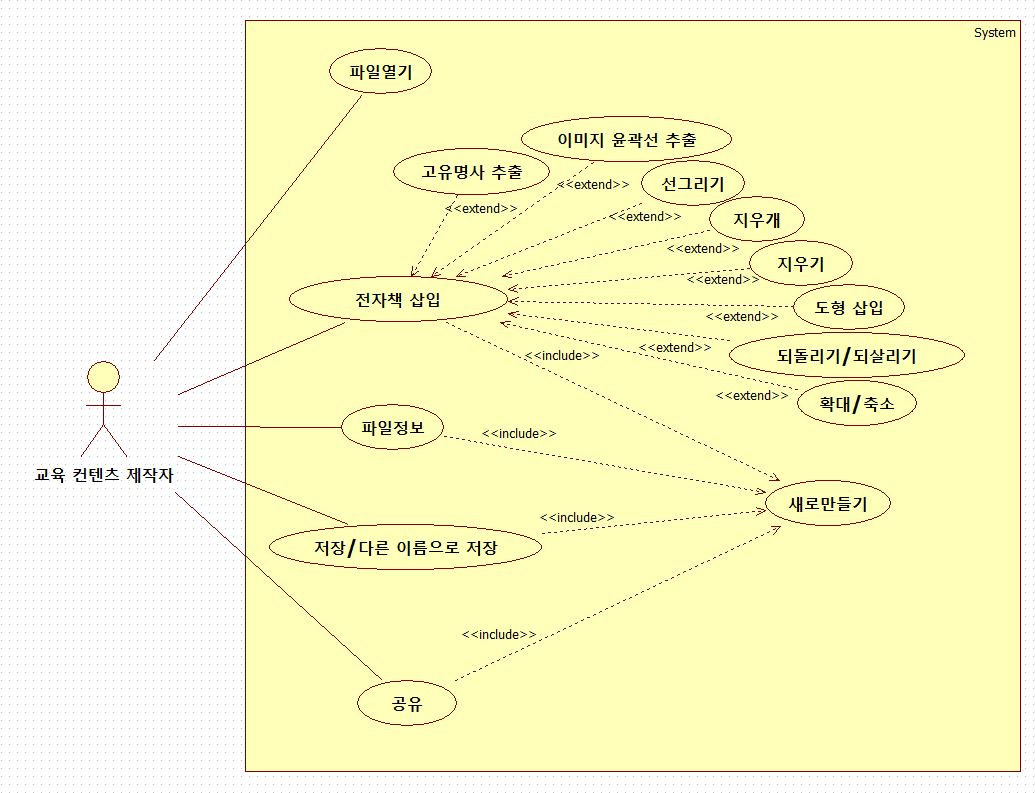 System
파일열기
이미지 윤곽선 추출
고유명사 추출
<<extend>>
선그리기
<<extend>>
<<extend>>
지우개
<<extend>>
지우기
<<extend>>
전자책 삽입
도형 삽입
<<extend>>
<<extend>>
되돌리기/되살리기
<<include>>
<<extend>>
확대/축소
파일정보
<<include>>
교육 컨텐츠 제작자
새로만들기
<<include>>
저장/다른 이름으로 저장
<<include>>
공유